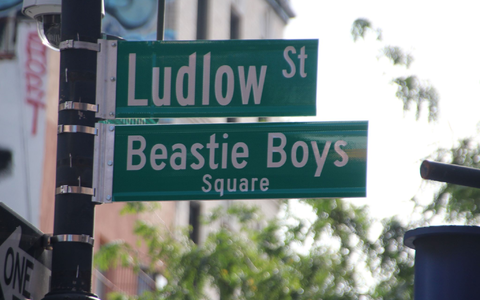 Ludlow St
Beastie Boys
Square
ONE